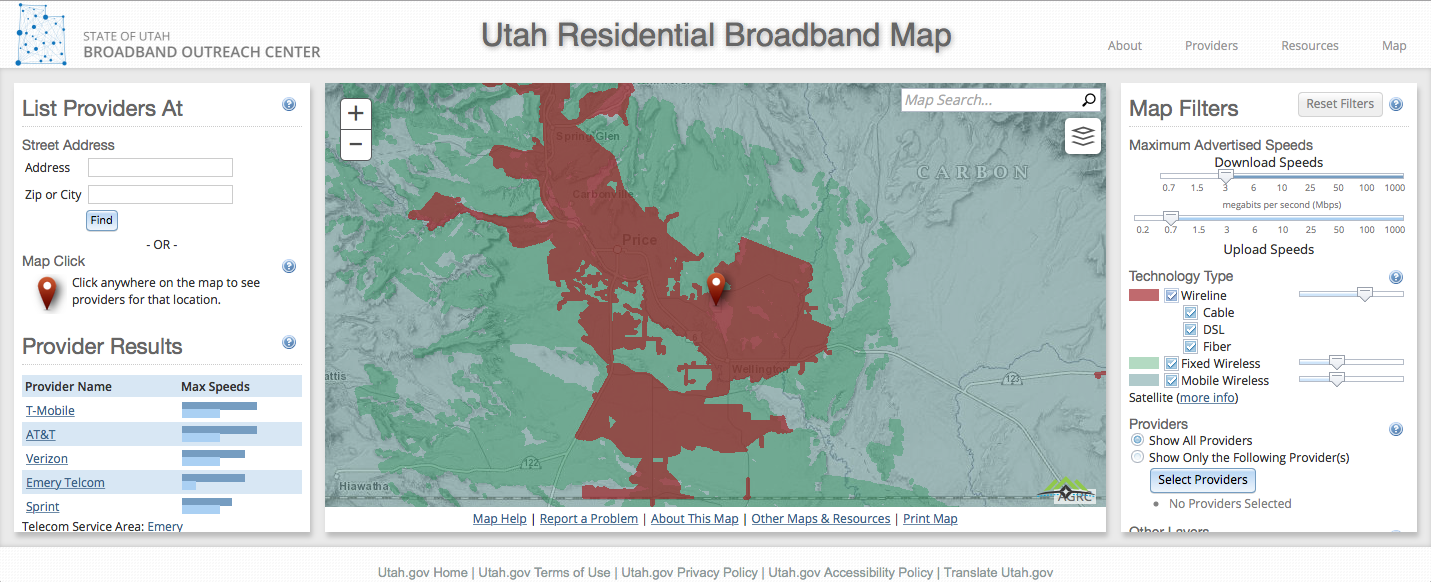 STATE OF UTAH
BROADBAND OUTREACH CENTER
Utah Residential Broadband Map
About
Providers
Resources
Map
List Providers At
Street Address
Address
Zip or City
Find
- OR -
Map Click
Click anywhere on the map to see
providers for that location.
Provider Results
Provider Name Max Speeds
T-Mobile
AT&T
Verizon
Emery Telcom
Sprint
Telecom Service Area: Emery
+
−
Map Search...
Spring Glen
CARBON
Carbonville
Price
Wellington
attis
123
122
Hiawatha
AGRC
Map Help | Report a Problem | About This Map | Other Maps & Resources | Print Map
Map Filters
Reset Filters
Maximum Advertised Speeds
Download Speeds
0.7 1.5 3 6 10 25 50 100 1000
megabits per second (Mbps)
0.2 0.7 1.5 3 6 10 25 50 100 1000
Upload Speeds
Technology Type
Wireline
Cable
DSL
Fiber
Fixed Wireless
Mobile Wireless
Satellite (more info)
Providers
Show All Providers
Show Only the Following Provider(s)
Select Providers
• No Providers Selected
Other Layers
Utah.gov Home | Utah.gov Terms of Use | Utah.gov Privacy Policy | Utah.gov Accessibility Policy | Translate Utah.gov